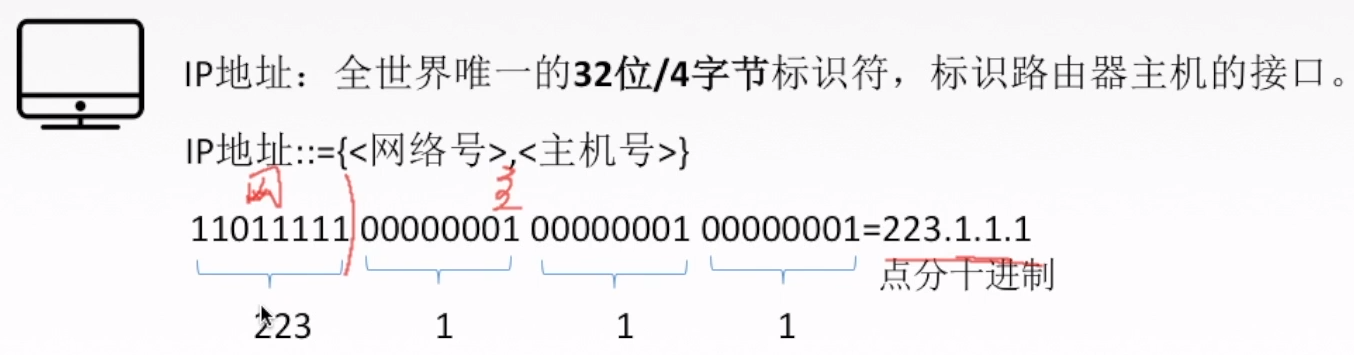 IP地址：全世界唯一的32位/4字节标识符，标识路由器主机的接口。
IP地址::={<网络号>,<主机号>}
网 主
11011111 00000001 00000001 00000001=223.1.1.1
点分十进制
223 1 1 1